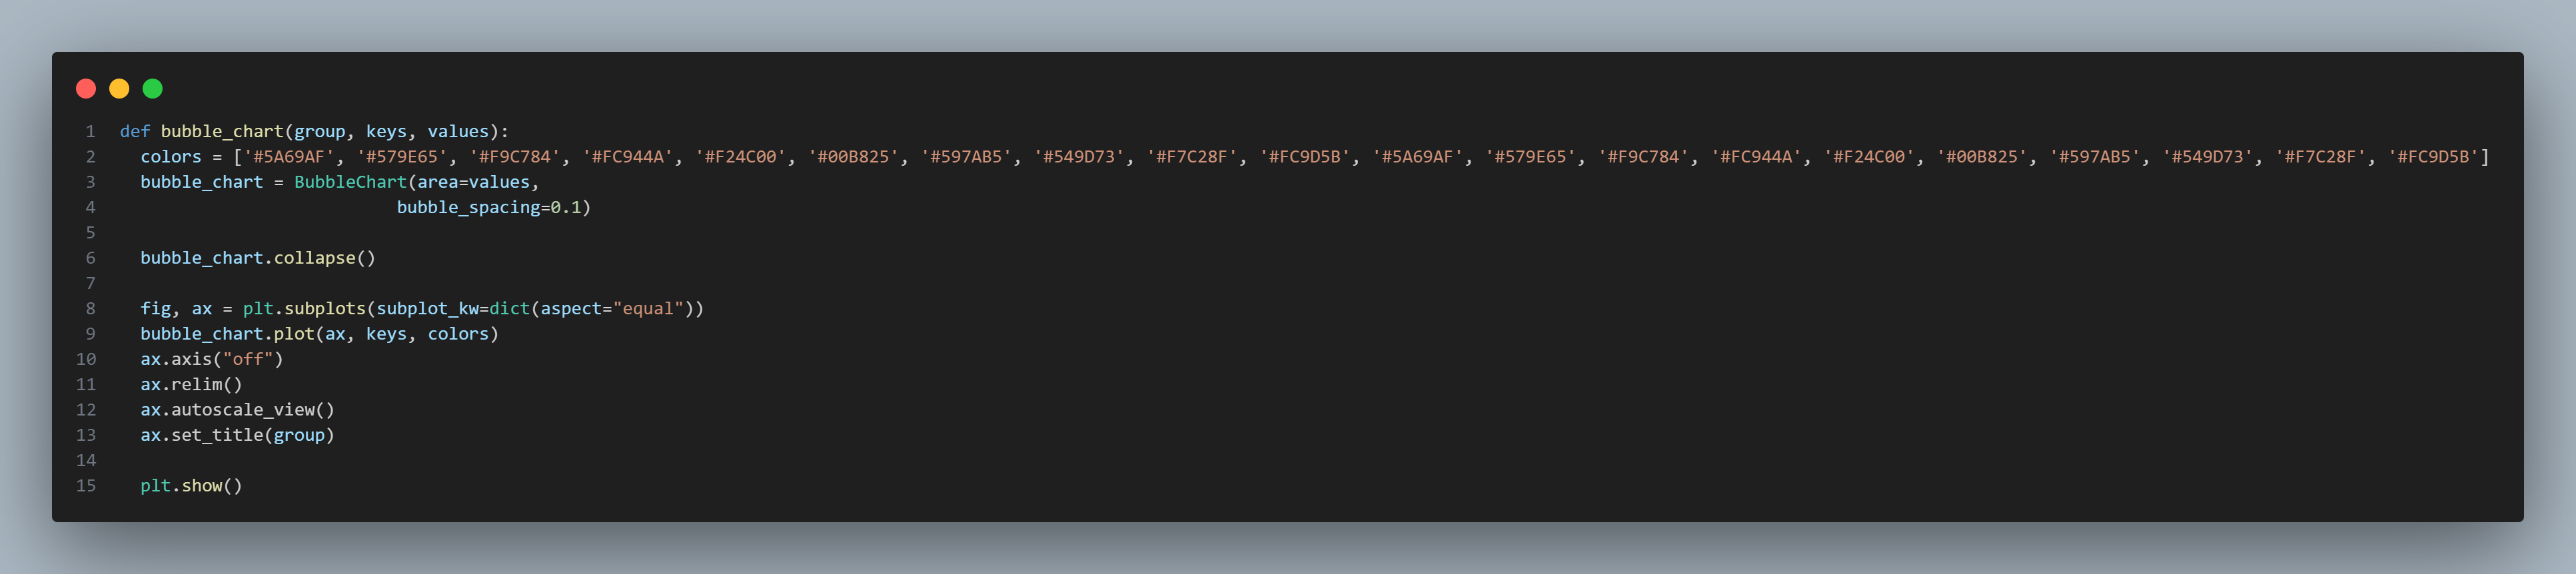 1 def bubble_chart(group, keys, values):
2   colors = ['#5A69AF', '#579E65', '#F9C784', '#FC944A', '#F24C00', '#00B825', '#597AB5', '#549D73', '#F7C28F', '#FC9D5B', '#5A69AF', '#579E65', '#F9C784', '#FC944A', '#F24C00', '#00B825', '#597AB5', '#549D73', '#F7C28F', '#FC9D5B']
3   bubble_chart = BubbleChart(area=values,
4                            bubble_spacing=0.1)
5
6   bubble_chart.collapse()
7
8   fig, ax = plt.subplots(subplot_kw=dict(aspect="equal"))
9   bubble_chart.plot(ax, keys, colors)
10   ax.axis("off")
11   ax.relim()
12   ax.autoscale_view()
13   ax.set_title(group)
14
15   plt.show()